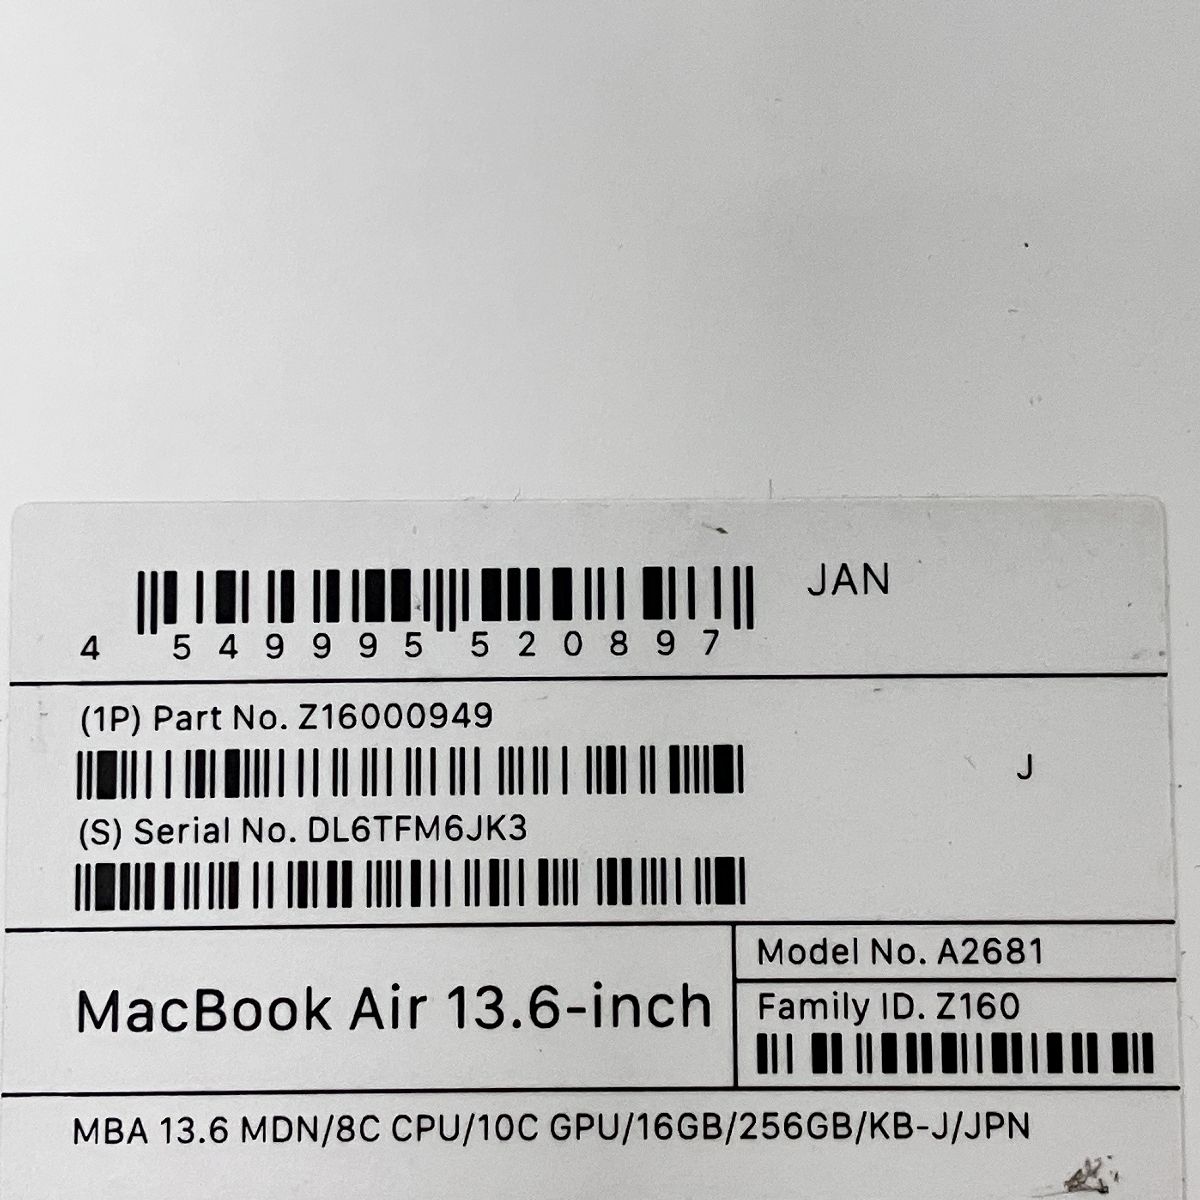 JAN
4 549995 520897
(1P) Part No. Z16000949
J
(S) Serial No. DL6TFM6JK3
MacBook Air 13.6-inch
Model No. A2681
Family ID. Z160
MBA 13.6 MDN/8C CPU/10C GPU/16GB/256GB/KB-J/JPN